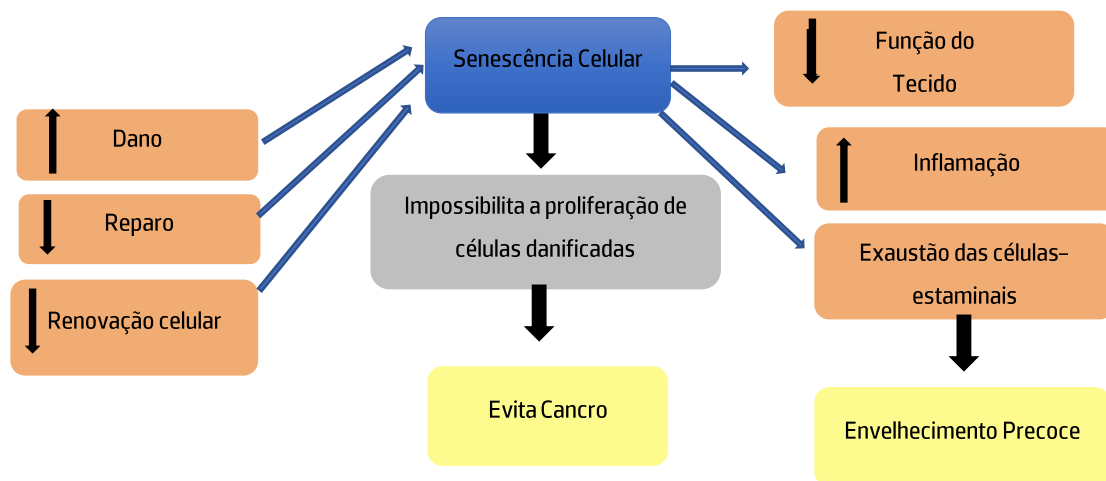 Senescência Celular
Função do
Tecido
Dano
Inflamação
Reparo
Impossibilita a proliferação de
células danificadas
Exaustão das células-
estaminais
Renovação celular
Evita Cancro
Envelhecimento Precoce